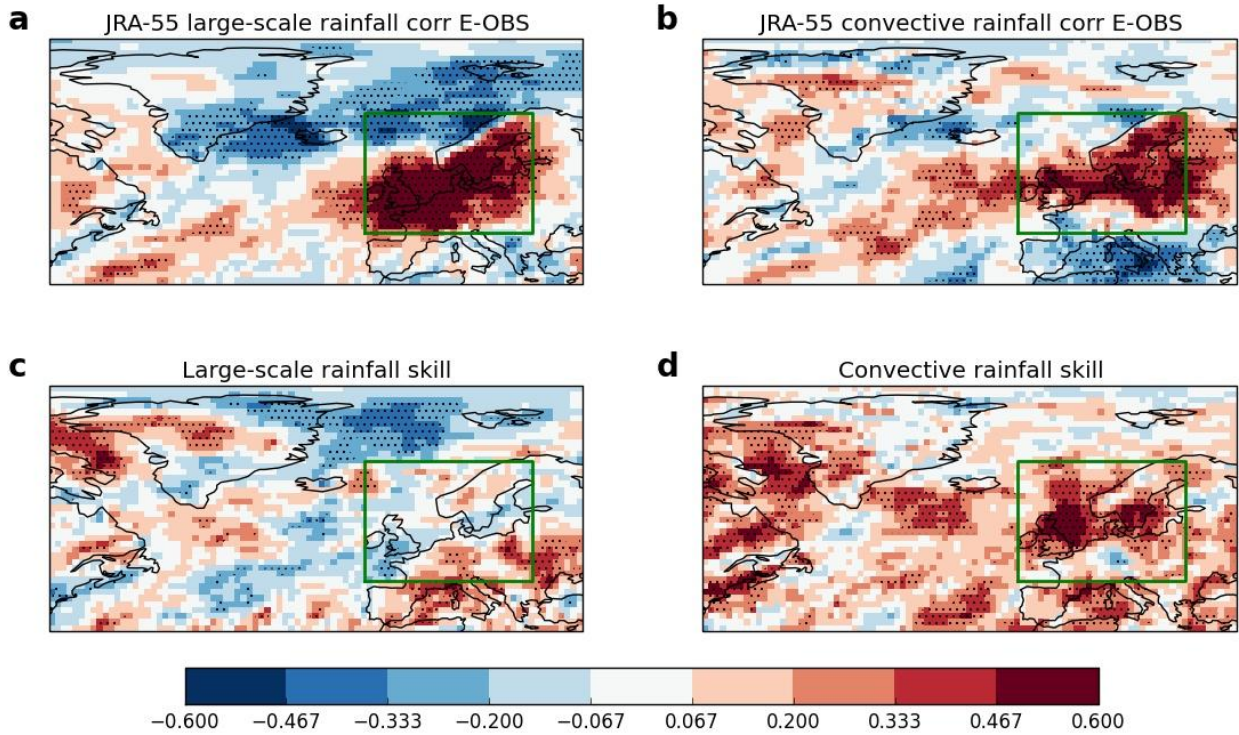 a
JRA-55 large-scale rainfall corr E-OBS
b
JRA-55 convective rainfall corr E-OBS
c
Large-scale rainfall skill
d
Convective rainfall skill
−0.600 −0.467 −0.333 −0.200 −0.067 0.067 0.200 0.333 0.467 0.600